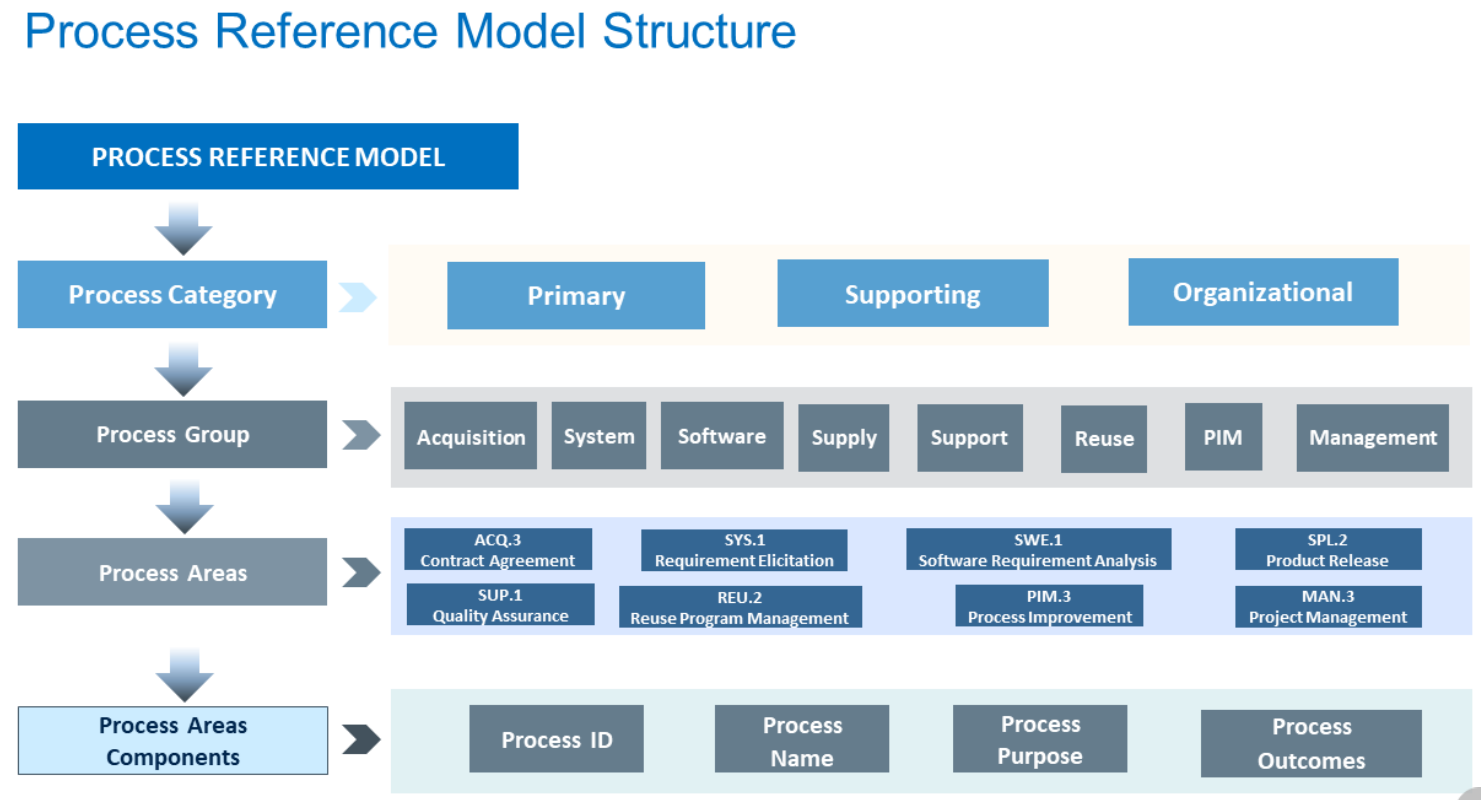 Process Reference Model Structure
PROCESS REFERENCE MODEL
Process Category
Primary
Supporting
Organizational
Process Group
Acquisition
System
Software
Supply
Support
Reuse
PIM
Management
Process Areas
ACQ.3
Contract Agreement
SYS.1
Requirement Elicitation
SWE.1
Software Requirement Analysis
SPL.2
Product Release
SUP.1
Quality Assurance
REU.2
Reuse Program Management
PIM.3
Process Improvement
MAN.3
Project Management
Process Areas
Components
Process ID
Process
Name
Process
Purpose
Process
Outcomes